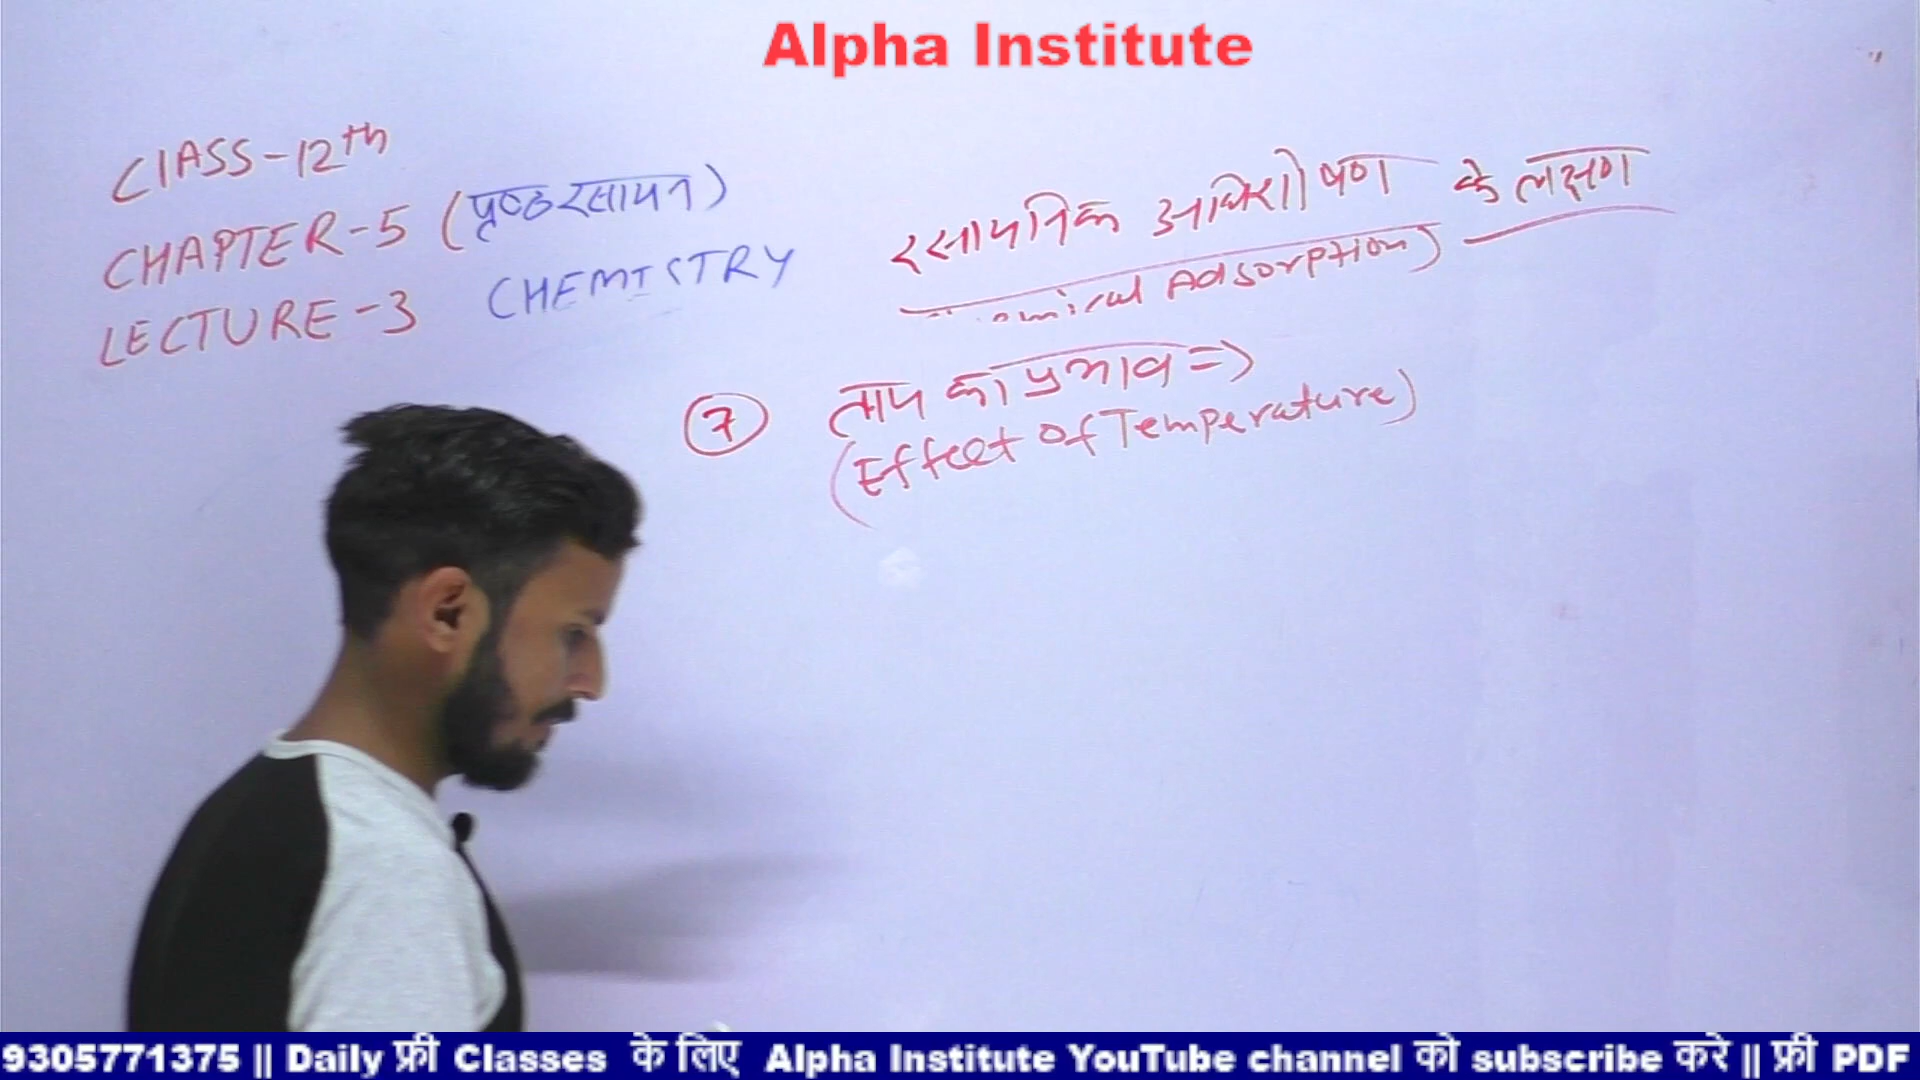 Alpha Institute
ClASS-12th
CHAPTER-5 (पृष्ठ रसायन)
LECTURE-3 CHEMISTRY
रसायनिक अधिशोषण के लक्षण
Adsorption)
7 ताप का प्रभाव =>
(Effect of Temperature)
9305771375 || Daily फ्री Classes के लिए Alpha Institute YouTube channel को subscribe करे || फ्री PDF